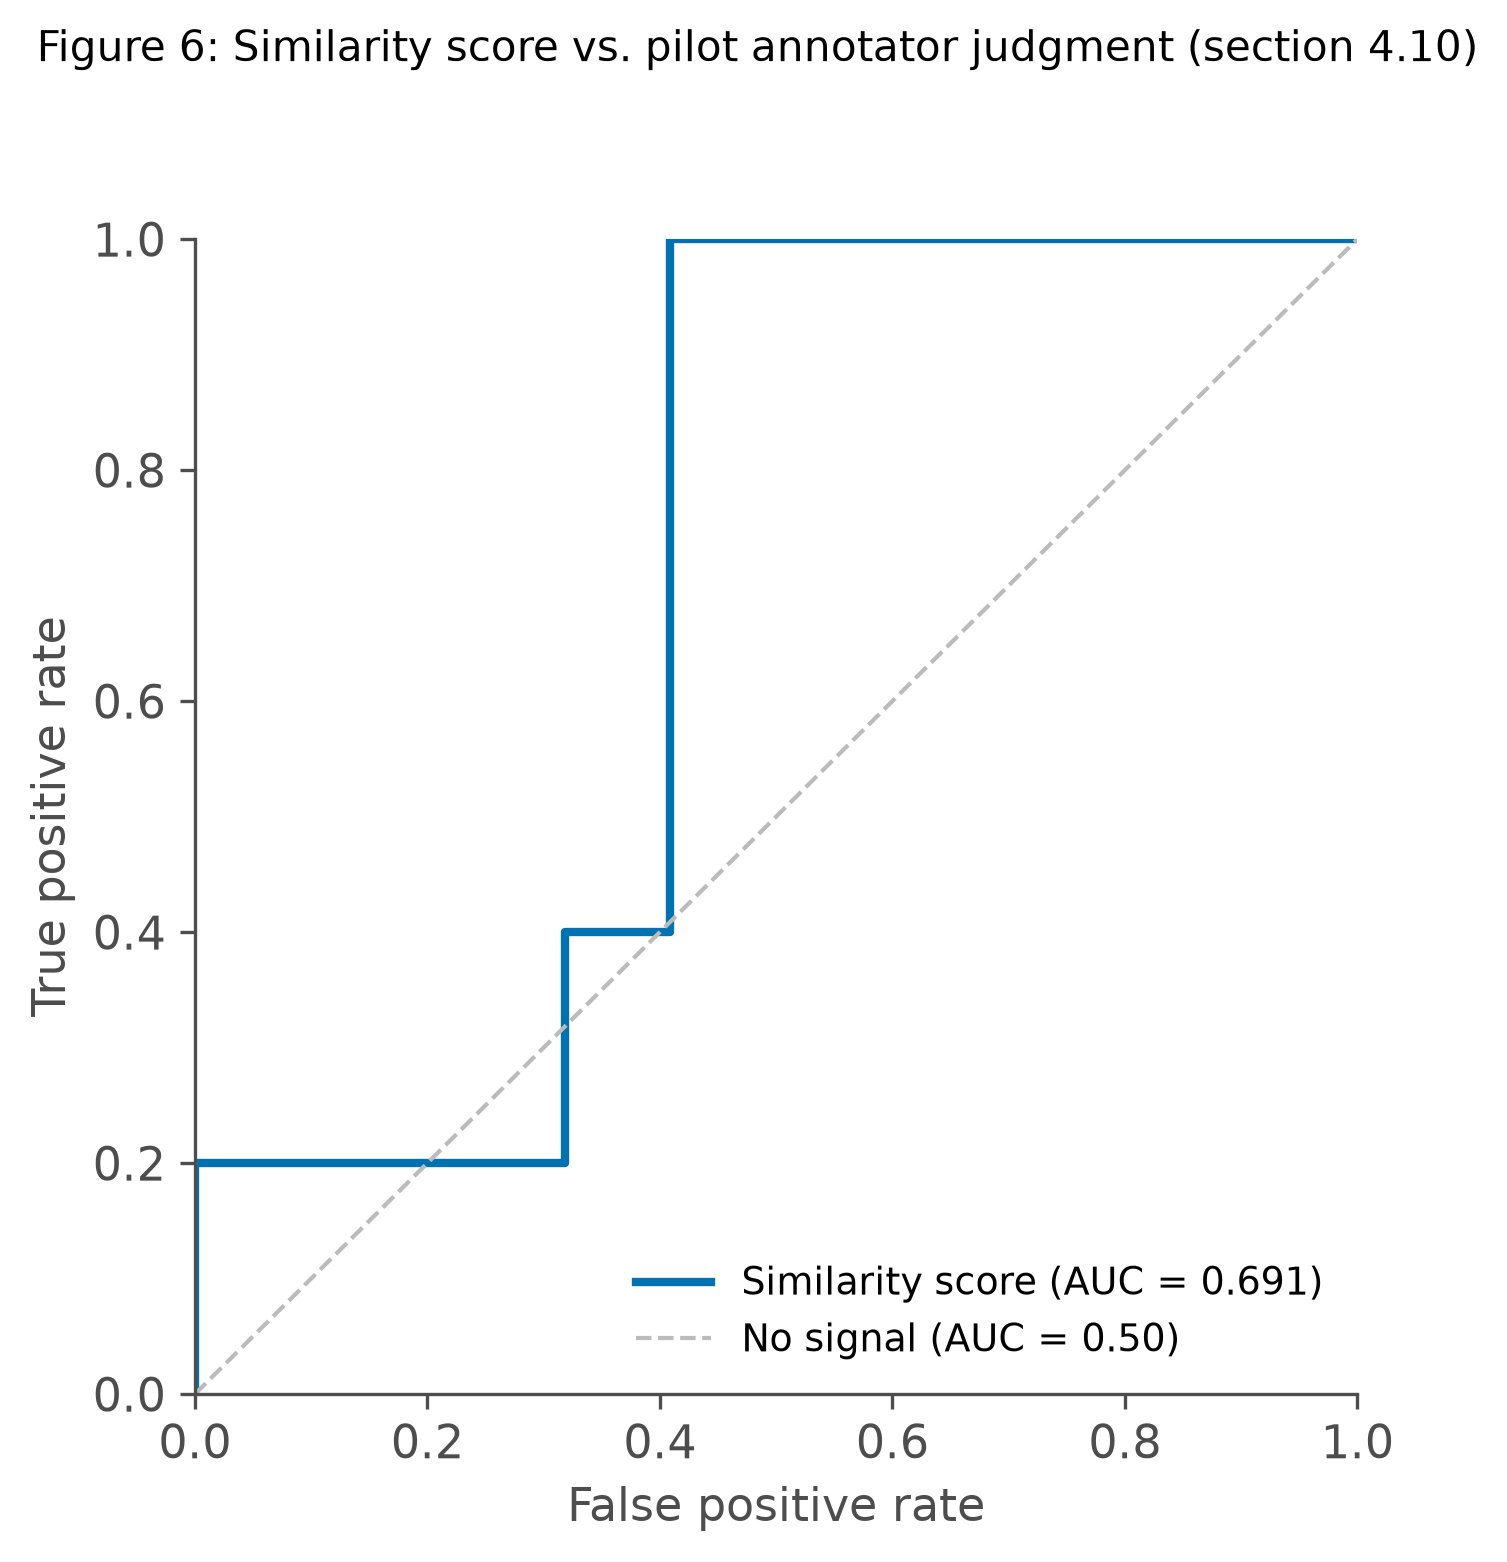 Figure 6: Similarity score vs. pilot annotator judgment (section 4.10)
1.0
0.8
0.6
0.4
0.2
0.0
True positive rate
Similarity score (AUC = 0.691)
No signal (AUC = 0.50)
0.0 0.2 0.4 0.6 0.8 1.0
False positive rate